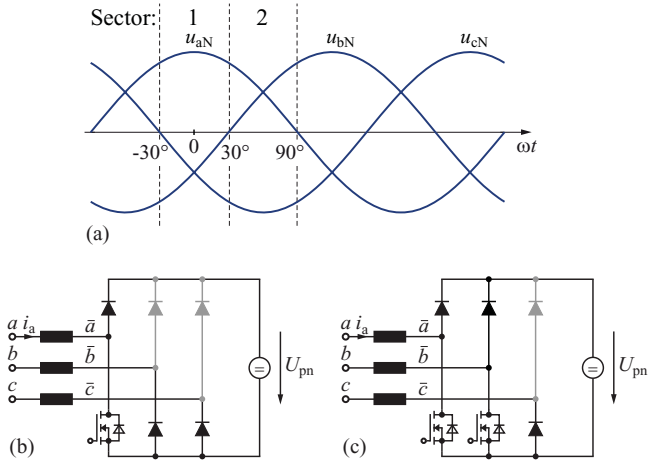 Sector: 1 2
u_aN u_bN u_cN
-30° 0 30° 90° ωt
(a)
a i_a ā
b b̄
c c̄
= U_pn
(b)
a i_a ā
b b̄
c c̄
= U_pn
(c)